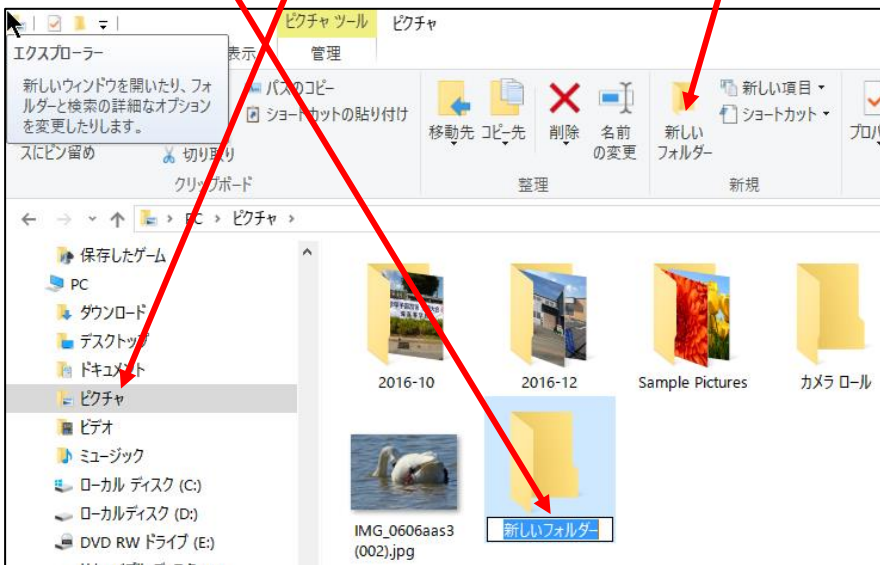 ピクチャ ツール ピクチャ
エクスプローラー
新しいウィンドウを開いたり、フォ
ルダーと検索の詳細なオプション
を変更したりします。
表示 管理
パスのコピー
ショートカットの貼り付け
スにピン留め
切り取り
クリップボード
移動先 コピー先 削除 名前
の変更
整理
新しい
フォルダー
新しい項目
ショートカット
新規
プロパ
PC › ピクチャ ›
保存したゲーム
PC
ダウンロード
デスクトップ
ドキュメント
ピクチャ
ビデオ
ミュージック
ローカル ディスク (C:)
ローカルディスク (D:)
DVD RW ドライブ (E:)
2016-10
2016-12
Sample Pictures
カメラ ロール
IMG_0606aas3
(002).jpg
新しいフォルダー